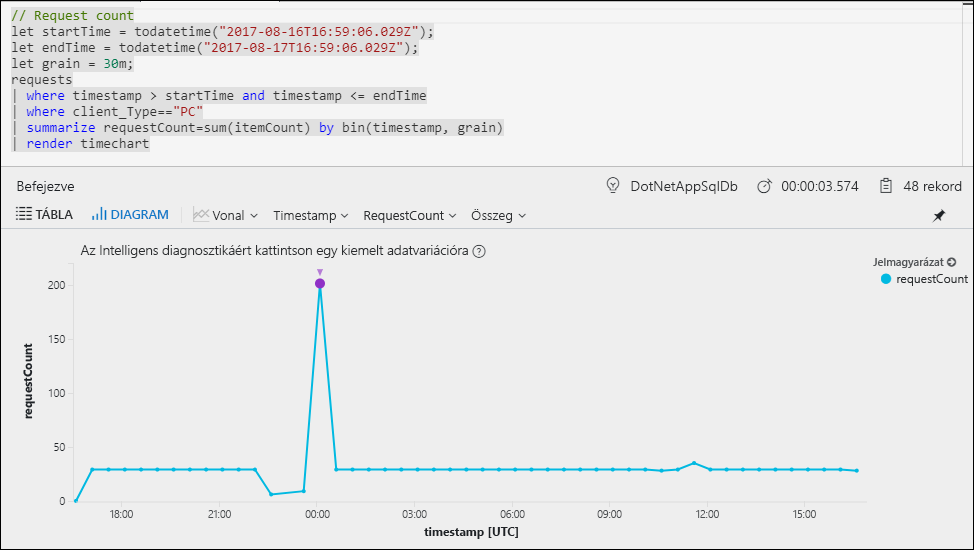 // Request count
let startTime = todatetime("2017-08-16T16:59:06.029Z");
let endTime = todatetime("2017-08-17T16:59:06.029Z");
let grain = 30m;
requests
| where timestamp > startTime and timestamp <= endTime
| where client_Type=="PC"
| summarize requestCount=sum(itemCount) by bin(timestamp, grain)
| render timechart
Befejezve DotNetAppSqlDb 00:00:03.574 48 rekord
TÁBLA DIAGRAM Vonal Timestamp RequestCount Összeg
Az Intelligens diagnosztikáért kattintson egy kiemelt adatvariációra ?
Jelmagyarázat
requestCount
200
150
100
50
0
requestCount
18:00 21:00 00:00 03:00 06:00 09:00 12:00 15:00
timestamp [UTC]